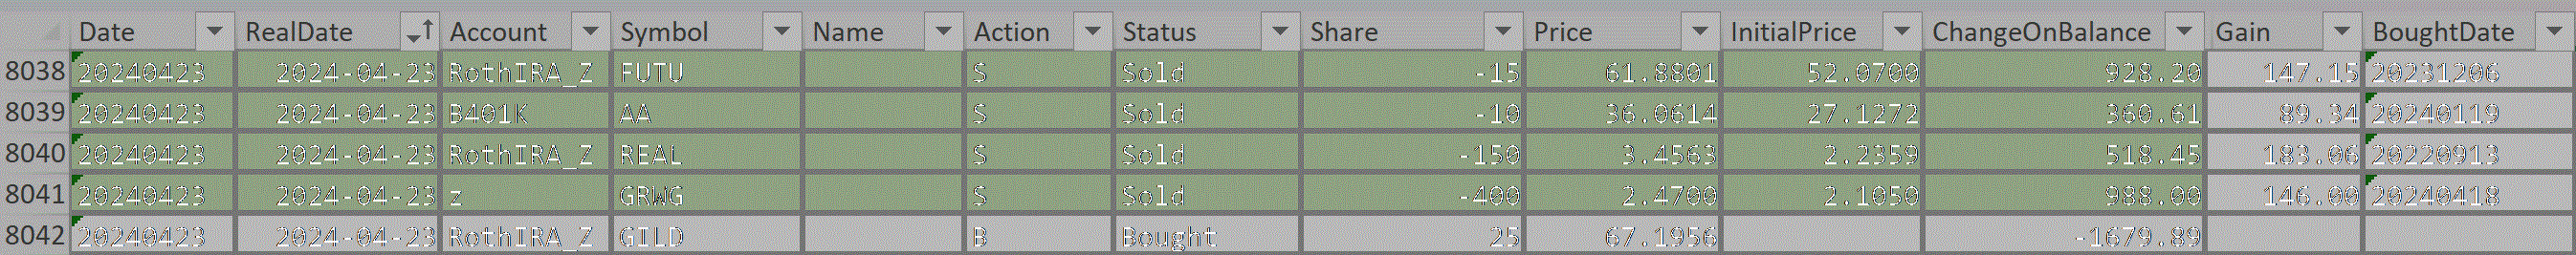 Date RealDate Account Symbol Name Action Status Share Price InitialPrice ChangeOnBalance Gain BoughtDate
8038 20240423 2024-04-23 RothIRA_Z FUTU S Sold -15 61.8801 52.0700 928.20 147.15 20231206
8039 20240423 2024-04-23 B401K AA S Sold -10 36.0614 27.1272 360.61 89.34 20240119
8040 20240423 2024-04-23 RothIRA_Z REAL S Sold -150 3.4563 2.2359 518.45 183.06 20220913
8041 20240423 2024-04-23 z GRWG S Sold -400 2.4700 2.1050 988.00 146.00 20240418
8042 20240423 2024-04-23 RothIRA_Z GILD B Bought 25 67.1956 -1679.89